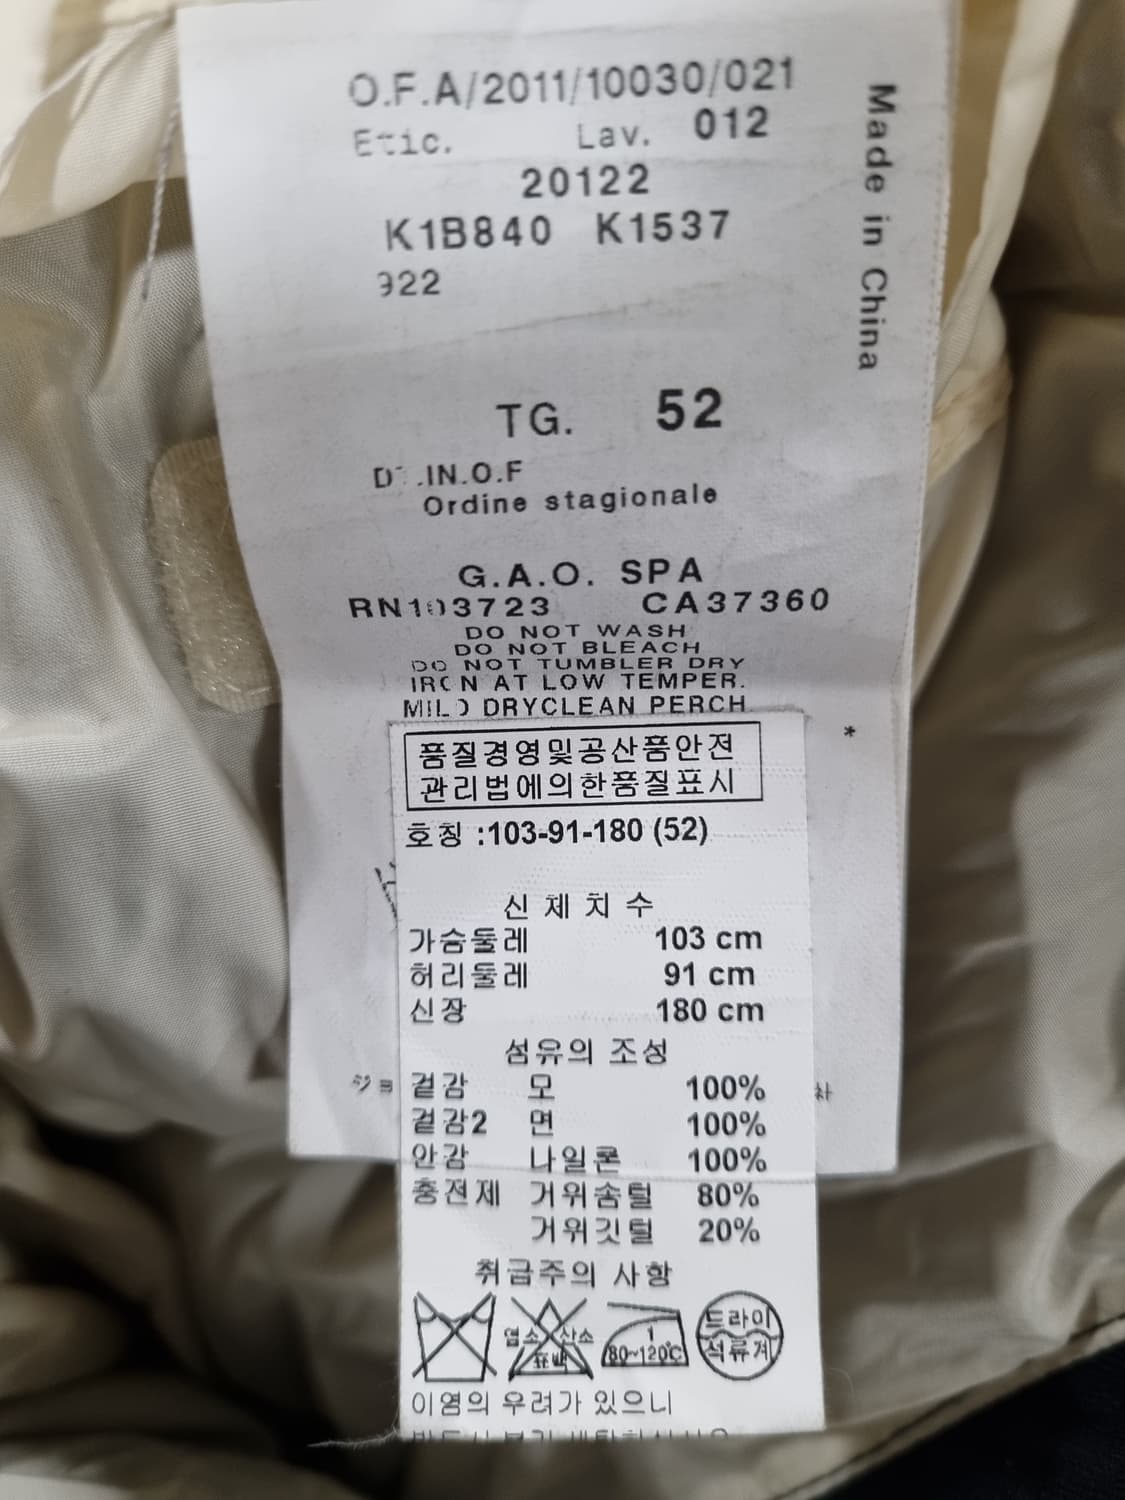 O.F.A/2011/10030/021
Etic. Lav. 012
20122
K1B840 K1537
922
Made in China
TG. 52
IN.O.F
Ordine stagionale
G.A.O. SPA
RN103723 CA37360
DO NOT WASH
DO NOT BLEACH
DO NOT TUMBLER DRY
IRON AT LOW TEMPER.
MILD DRYCLEAN PERCH
*
품질경영및공산품안전
관리법에의한품질표시
호칭 :103-91-180 (52)
신 체 치 수
가슴둘레 103 cm
허리둘레 91 cm
신장 180 cm
섬유의 조성
ジョ
겉감 모 100%
겉감2 면 100%
안감 나일론 100%
충전제 거위솜털 80%
거위깃털 20%
취급주의 사항
염소 산소
표백
1
80~120℃
드라이
석유계
이염의 우려가 있으니